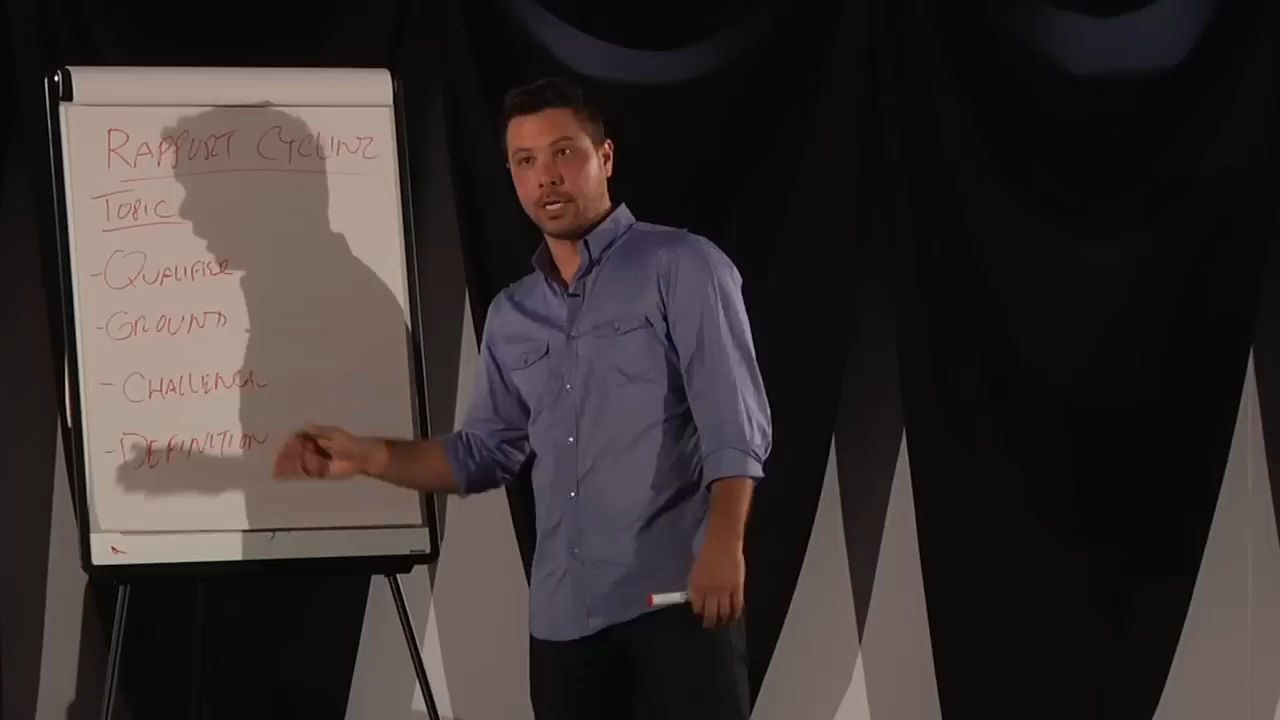 RAPPORT CYCLING
TOPIC
- QUALIFIER
- GROUND
- CHALLENGE
- DEFINITION